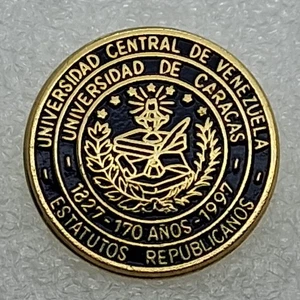 UNIVERSIDAD CENTRAL DE VENEZUELA
UNIVERSIDAD DE CARACAS
1827-170 AÑOS-1997
ESTATUTOS REPUBLICANOS